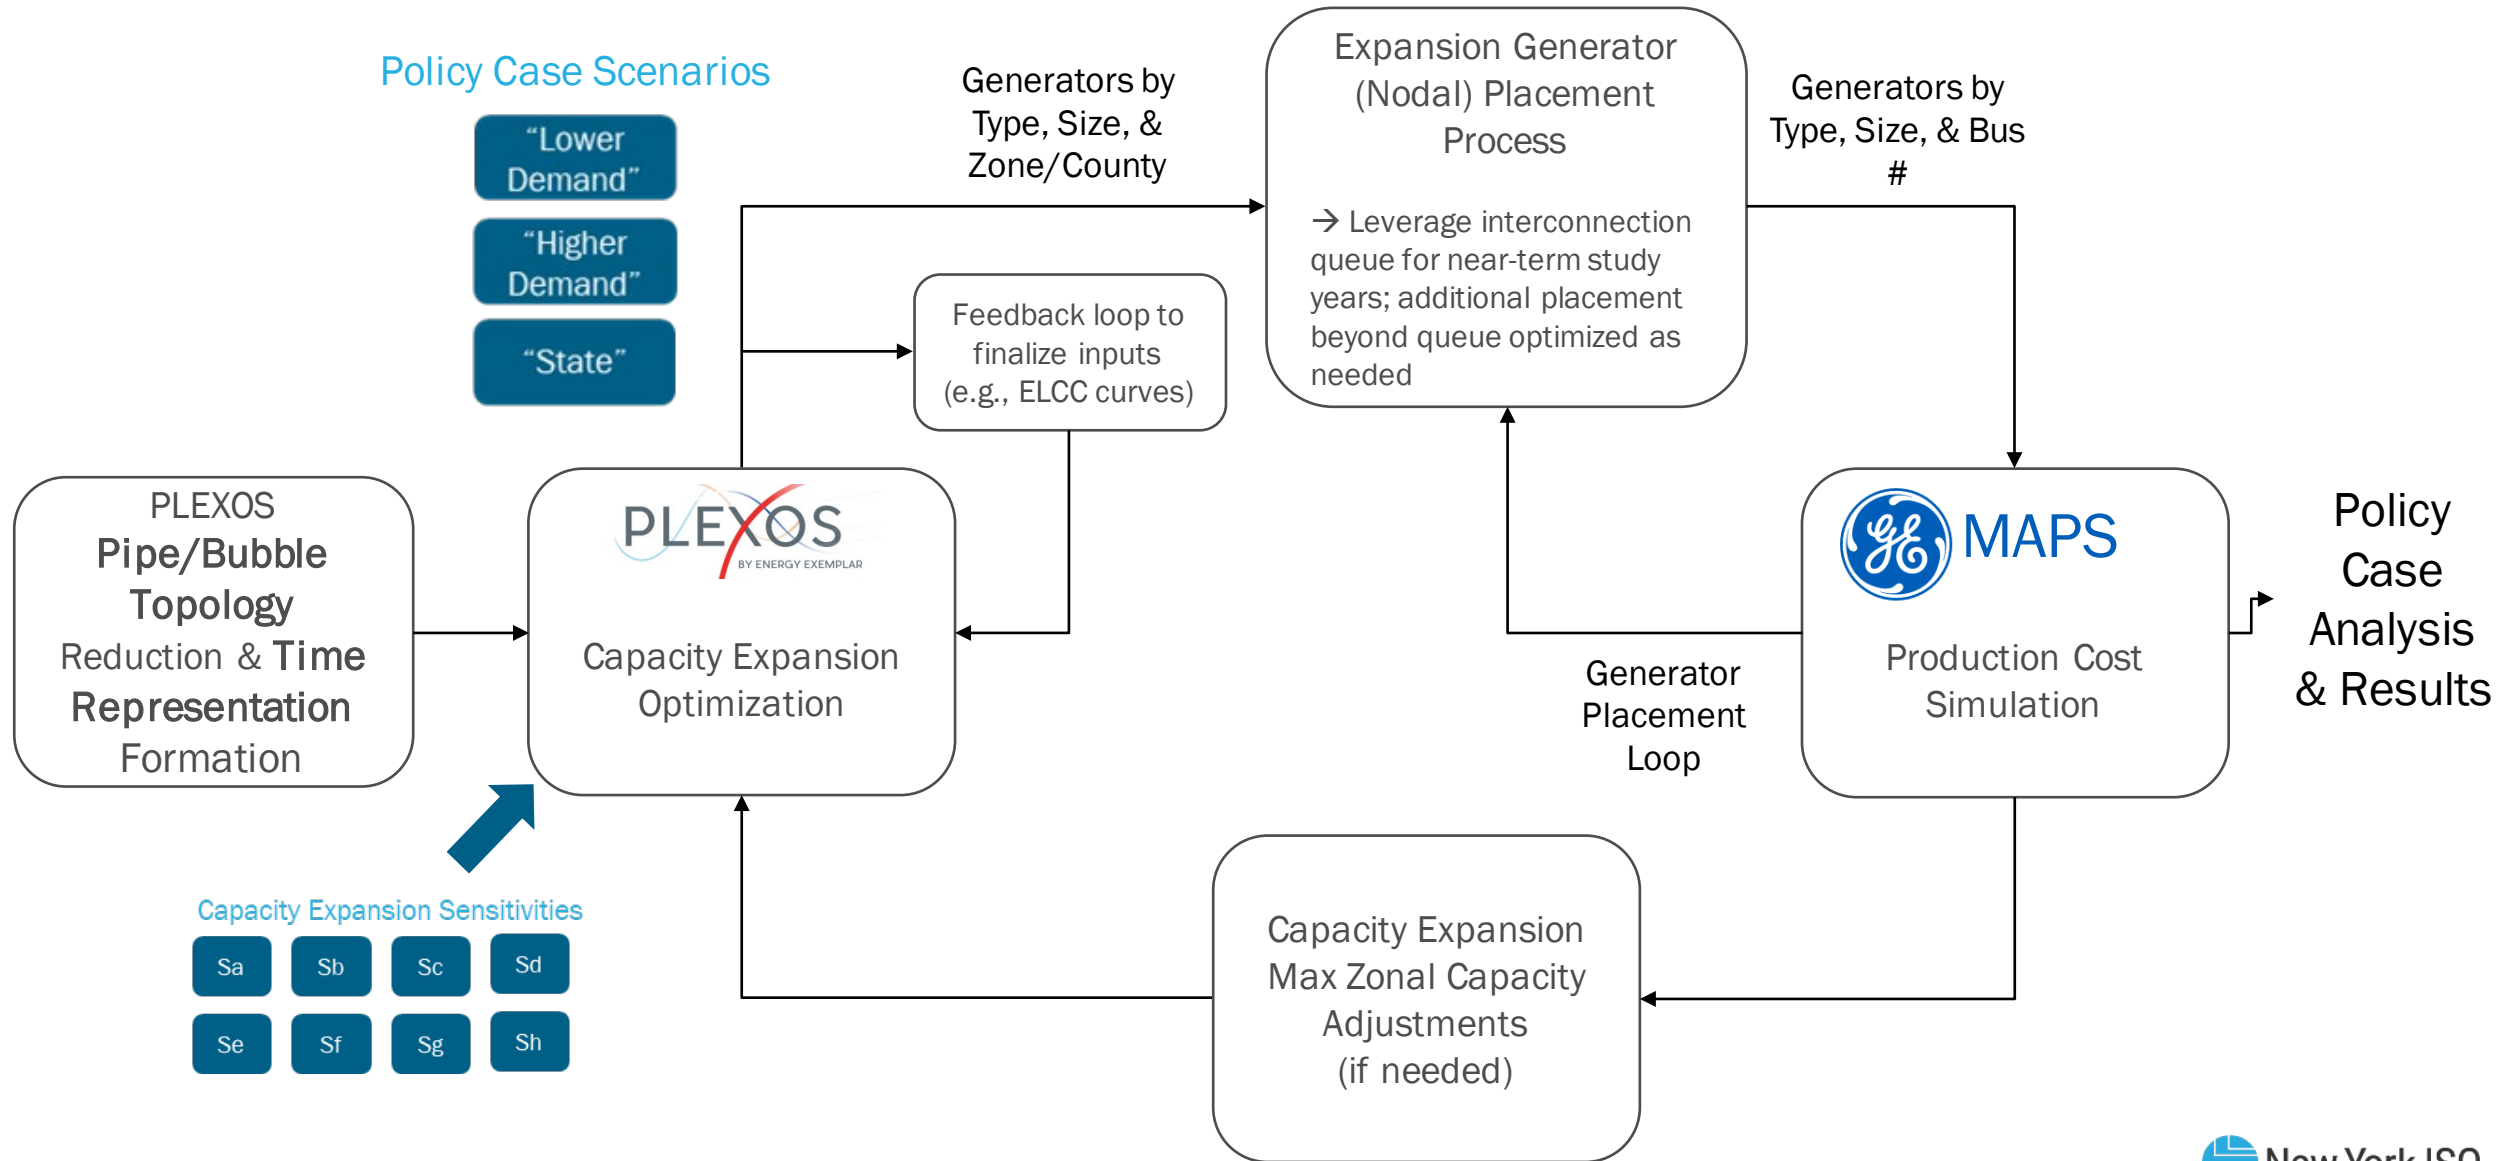 Policy Case Scenarios
“Lower
Demand”
“Higher
Demand”
“State”
Generators by
Type, Size, &
Zone/County
Expansion Generator
(Nodal) Placement
Process
→ Leverage interconnection
queue for near-term study
years; additional placement
beyond queue optimized as
needed
Generators by
Type, Size, & Bus
#
Feedback loop to
finalize inputs
(e.g., ELCC curves)
PLEXOS
Pipe/Bubble
Topology
Reduction & Time
Representation
Formation
PLEXOS
BY ENERGY EXEMPLAR
Capacity Expansion
Optimization
Generator
Placement
Loop
GE MAPS
Production Cost
Simulation
Policy
Case
Analysis
& Results
Capacity Expansion Sensitivities
Sa Sb Sc Sd
Se Sf Sg Sh
Capacity Expansion
Max Zonal Capacity
Adjustments
(if needed)
New York ISO